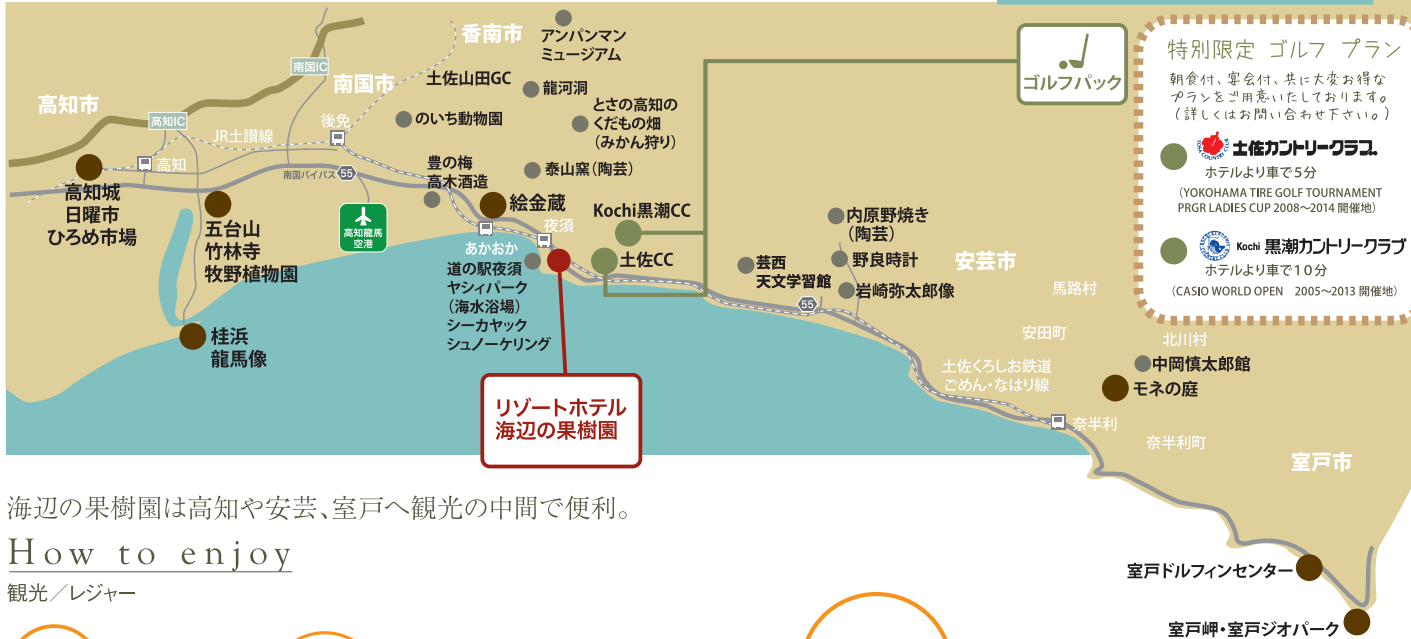 香南市
アンパンマン
ミュージアム
南国IC
南国市
土佐山田GC
龍河洞
高知市
高知IC
とさの高知の
くだもの畑
（みかん狩り）
のいち動物園
後免
JR土讃線
高知
豊の梅
高木酒造
泰山窯（陶芸）
南国バイパス
55
高知城
日曜市
ひろめ市場
絵金蔵
五台山
竹林寺
牧野植物園
高知龍馬
空港
あかおか
夜須
Kochi黒潮CC
土佐CC
道の駅夜須
ヤシィパーク
（海水浴場）
シーカヤック
シュノーケリング
桂浜
龍馬像
リゾートホテル
海辺の果樹園
芸西
天文学習館
55
内原野焼き
（陶芸）
野良時計
岩崎弥太郎像
安芸市
馬路村
安田町
北川村
土佐くろしお鉄道
ごめん・なはり線
中岡慎太郎館
モネの庭
奈半利
奈半利町
室戸市
室戸ドルフィンセンター
室戸岬・室戸ジオパーク
ゴルフパック
特別限定 ゴルフ プラン
朝食付、宴会付、共に大変お得な
プランをご用意いたしております。
（詳しくはお問い合わせ下さい。）
TOSA COUNTRY CLUB
土佐カントリークラブ
ホテルより車で5分
（YOKOHAMA TIRE GOLF TOURNAMENT
PRGR LADIES CUP 2008～2014 開催地）
Kochi 黒潮カントリークラブ
ホテルより車で10分
（CASIO WORLD OPEN 2005～2013 開催地）
海辺の果樹園は高知や安芸、室戸へ観光の中間で便利。
How to enjoy
観光／レジャー